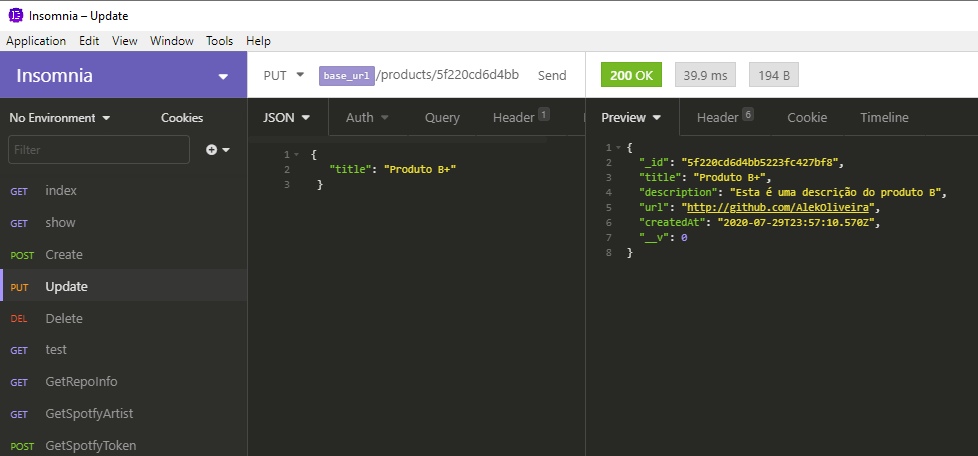 Insomnia – Update
Application Edit View Window Tools Help
Insomnia
PUT base_url/products/5f220cd6d4bb Send
200 OK 39.9 ms 194 B
No Environment Cookies
JSON Auth Query Header 1
Preview Header 6 Cookie Timeline
Filter
GET index
GET show
POST Create
PUT Update
DEL Delete
GET test
GET GetRepoInfo
GET GetSpotfyArtist
POST GetSpotfyToken
1 {
2 "title": "Produto B+"
3 }
1 {
2 "_id": "5f220cd6d4bb5223fc427bf8",
3 "title": "Produto B+",
4 "description": "Esta é uma descrição do produto B",
5 "url": "http://github.com/AlekOliveira",
6 "createdAt": "2020-07-29T23:57:10.570Z",
7 "__v": 0
8 }